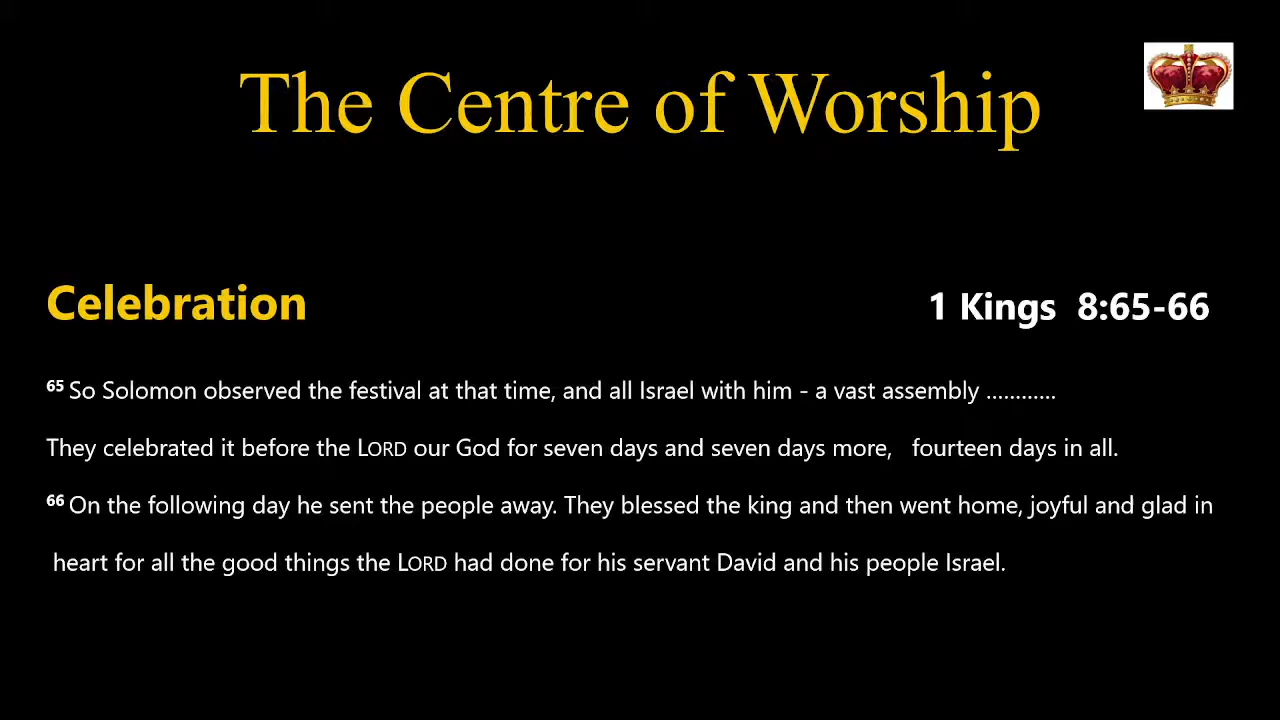 The Centre of Worship
Celebration 1 Kings 8:65-66
65 So Solomon observed the festival at that time, and all Israel with him - a vast assembly ............
They celebrated it before the LORD our God for seven days and seven days more, fourteen days in all.
66 On the following day he sent the people away. They blessed the king and then went home, joyful and glad in
heart for all the good things the LORD had done for his servant David and his people Israel.